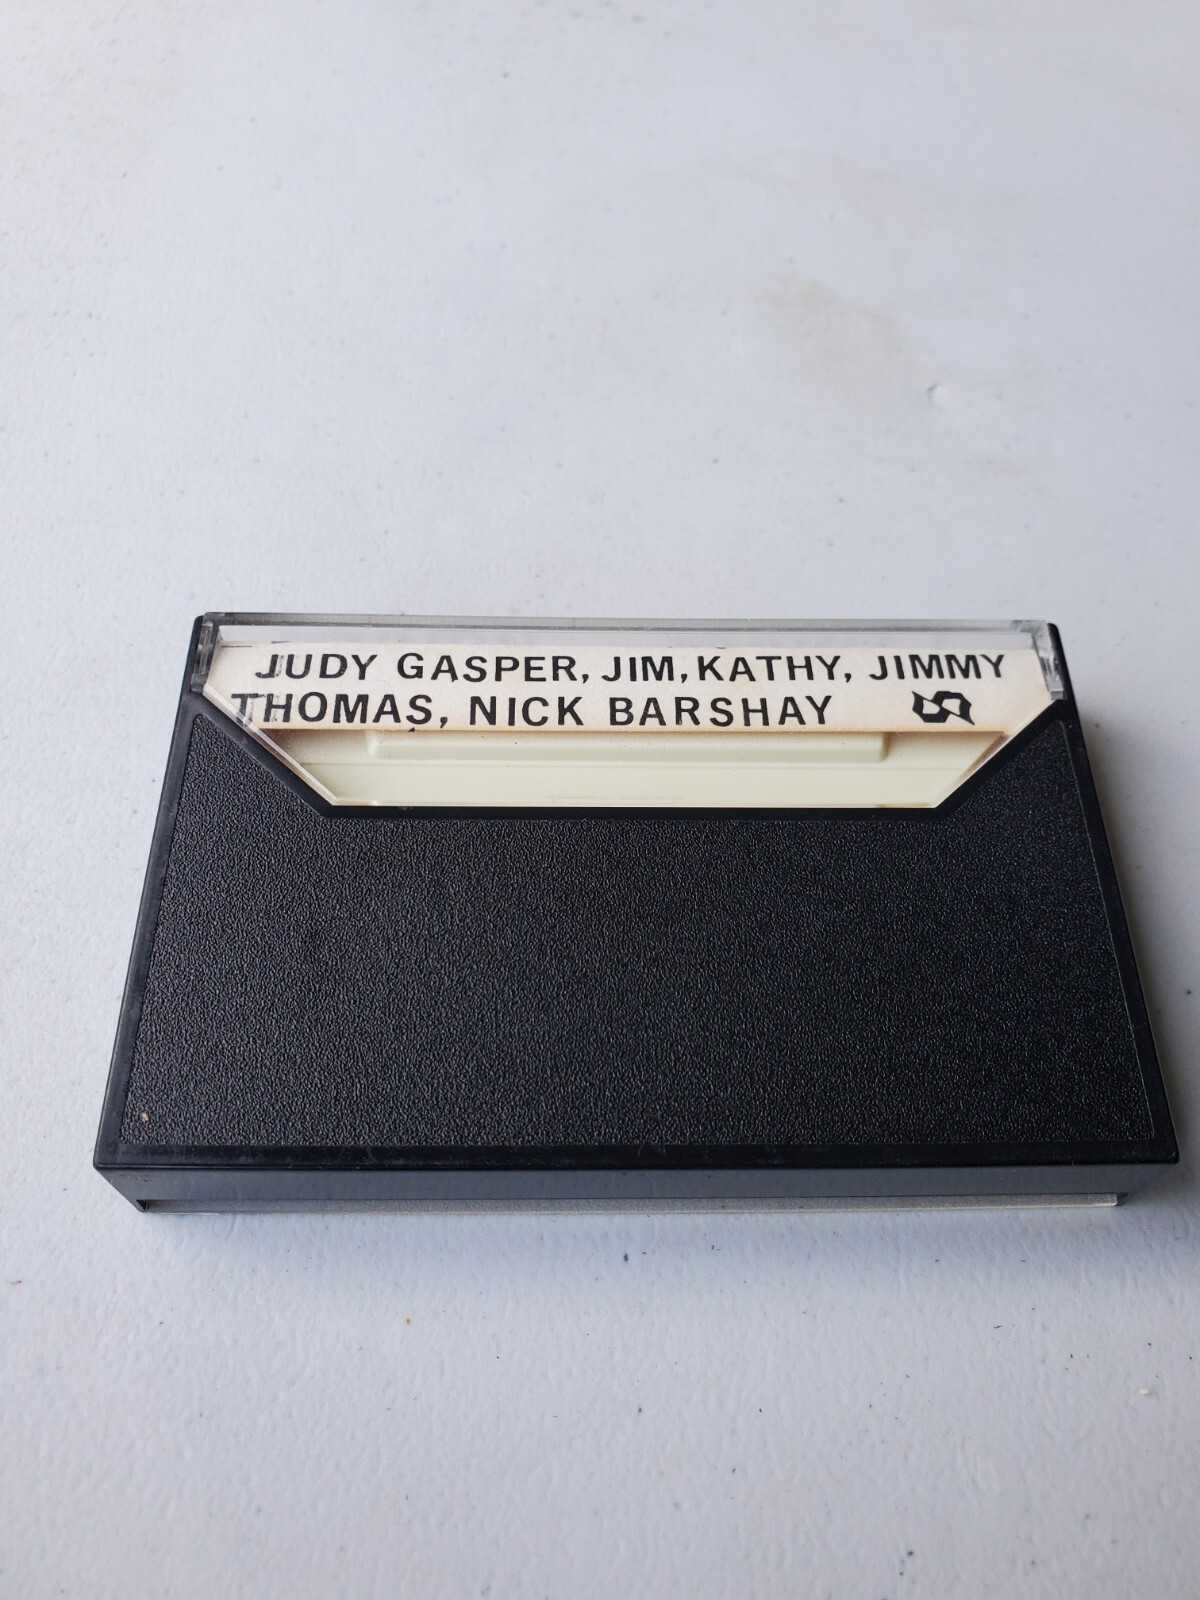 JUDY GASPER, JIM, KATHY, JIMMY
THOMAS, NICK BARSHAY